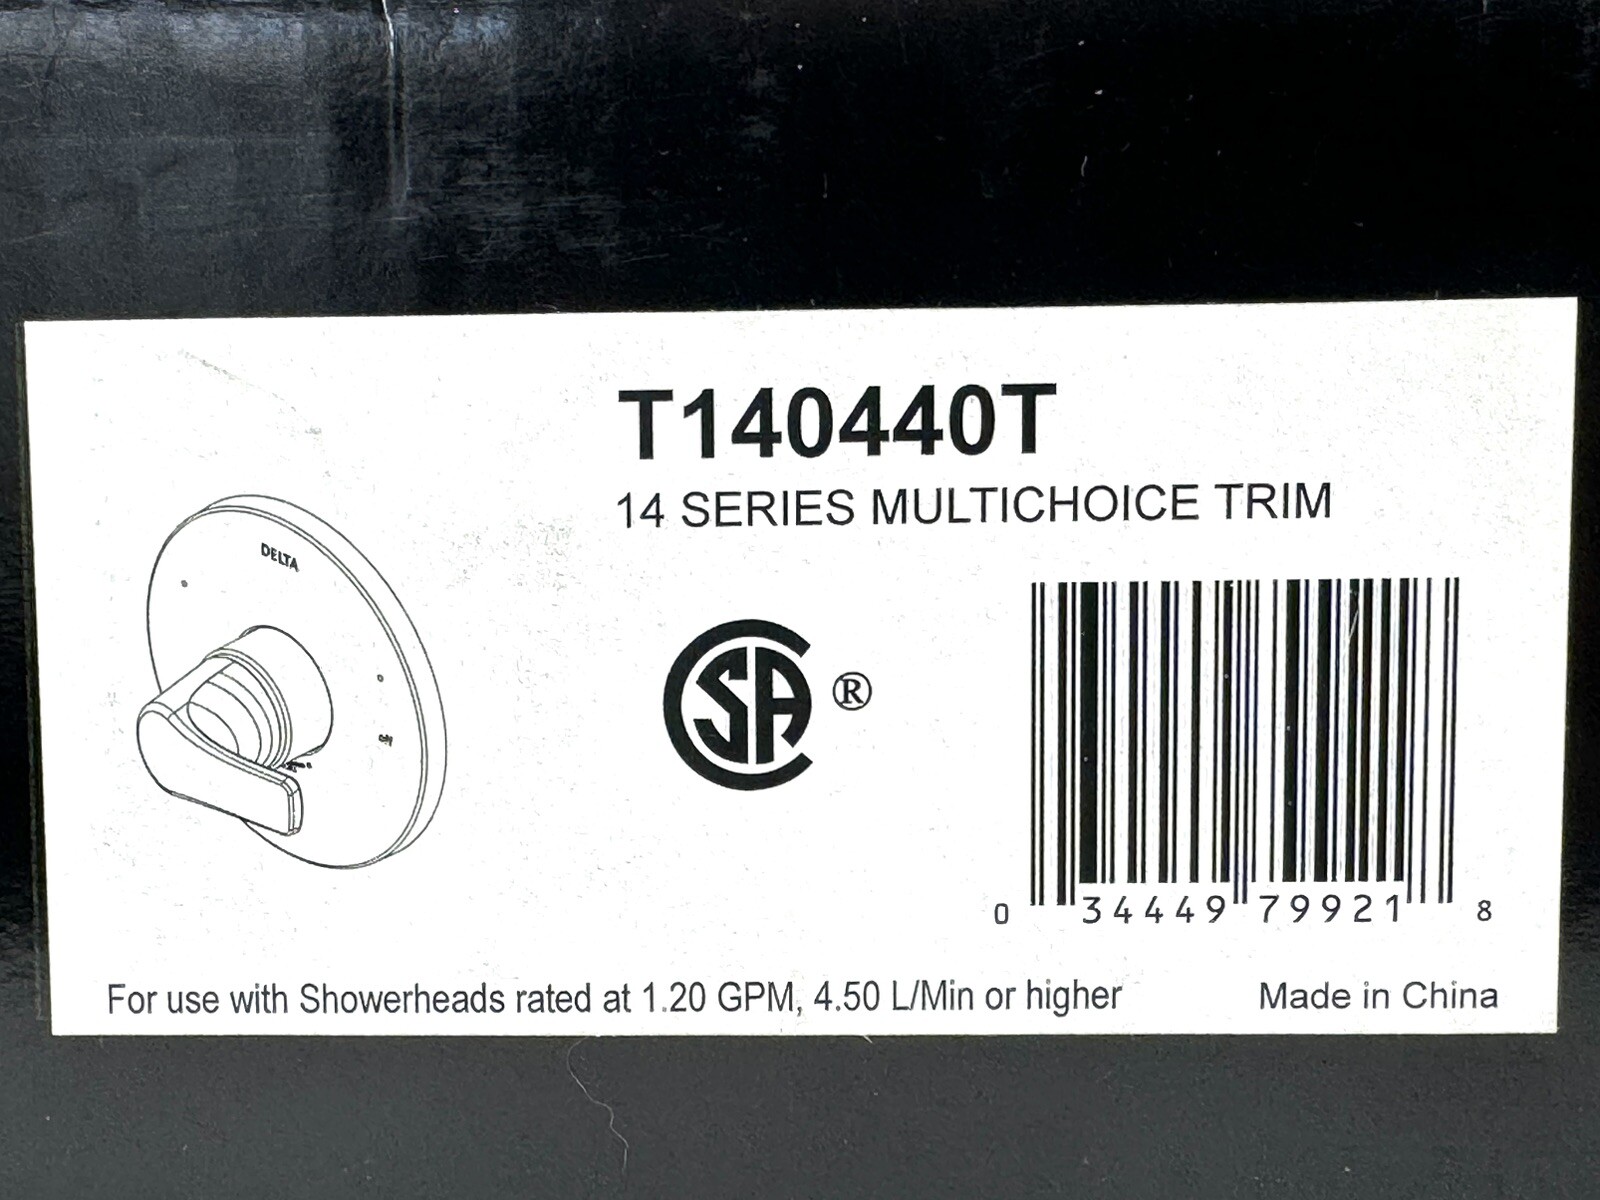 T140440T
14 SERIES MULTICHOICE TRIM
DELTA
CSA ®
0 34449 79921 8
For use with Showerheads rated at 1.20 GPM, 4.50 L/Min or higher
Made in China